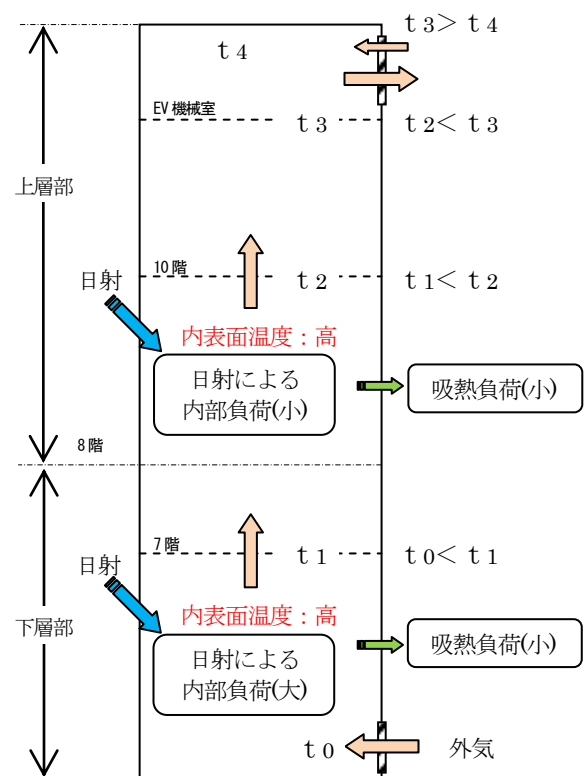 t3＞t4
t4
EV機械室
t3
t2＜t3
上層部
10階
日射
t2
t1＜t2
内表面温度：高
日射による
内部負荷(小)
吸熱負荷(小)
8階
7階
t1
t0＜t1
日射
内表面温度：高
下層部
日射による
内部負荷(大)
吸熱負荷(小)
t0
外気